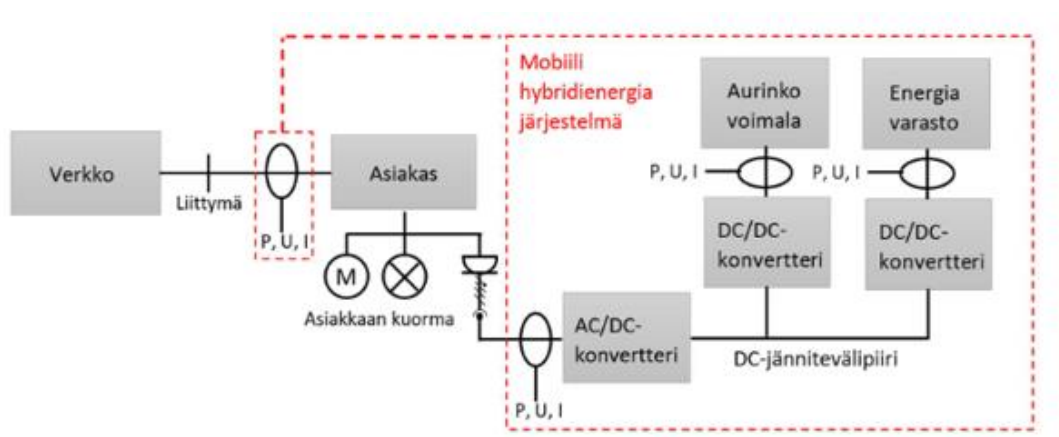 Mobiili
hybridienergia
järjestelmä
Aurinko
voimala
Energia
varasto
Verkko
Liittymä
P, U, I
Asiakas
P, U, I
P, U, I
M
Asiakkaan kuorma
DC/DC-
konvertteri
DC/DC-
konvertteri
AC/DC-
konvertteri
DC-jännitevälipiiri
P, U, I